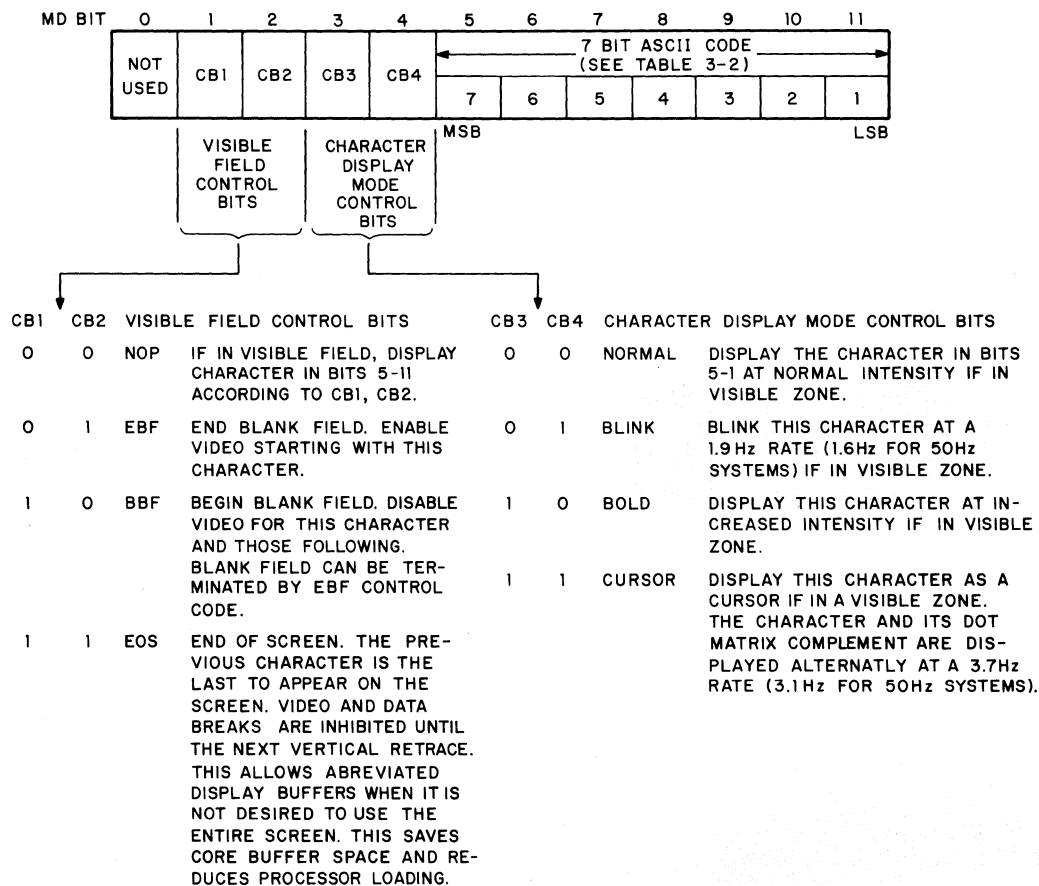 MD BIT 0 1 2 3 4 5 6 7 8 9 10 11
NOT USED CB1 CB2 CB3 CB4
7 BIT ASCII CODE
(SEE TABLE 3-2)
7 6 5 4 3 2 1
MSB LSB
VISIBLE
FIELD
CONTROL
BITS
CHARACTER
DISPLAY
MODE
CONTROL
BITS
CB1 CB2 VISIBLE FIELD CONTROL BITS
0 0 NOP IF IN VISIBLE FIELD, DISPLAY
CHARACTER IN BITS 5-11
ACCORDING TO CB1, CB2.
0 1 EBF END BLANK FIELD. ENABLE
VIDEO STARTING WITH THIS
CHARACTER.
1 0 BBF BEGIN BLANK FIELD. DISABLE
VIDEO FOR THIS CHARACTER
AND THOSE FOLLOWING.
BLANK FIELD CAN BE TER-
MINATED BY EBF CONTROL
CODE.
1 1 EOS END OF SCREEN. THE PRE-
VIOUS CHARACTER IS THE
LAST TO APPEAR ON THE
SCREEN. VIDEO AND DATA
BREAKS ARE INHIBITED UNTIL
THE NEXT VERTICAL RETRACE.
THIS ALLOWS ABREVIATED
DISPLAY BUFFERS WHEN IT IS
NOT DESIRED TO USE THE
ENTIRE SCREEN. THIS SAVES
CORE BUFFER SPACE AND RE-
DUCES PROCESSOR LOADING.
CB3 CB4 CHARACTER DISPLAY MODE CONTROL BITS
0 0 NORMAL DISPLAY THE CHARACTER IN BITS
5-1 AT NORMAL INTENSITY IF IN
VISIBLE ZONE.
0 1 BLINK BLINK THIS CHARACTER AT A
1.9 Hz RATE (1.6Hz FOR 50Hz
SYSTEMS) IF IN VISIBLE ZONE.
1 0 BOLD DISPLAY THIS CHARACTER AT IN-
CREASED INTENSITY IF IN VISIBLE
ZONE.
1 1 CURSOR DISPLAY THIS CHARACTER AS A
CURSOR IF IN A VISIBLE ZONE.
THE CHARACTER AND ITS DOT
MATRIX COMPLEMENT ARE DIS-
PLAYED ALTERNATLY AT A 3.7Hz
RATE (3.1Hz FOR 50Hz SYSTEMS).